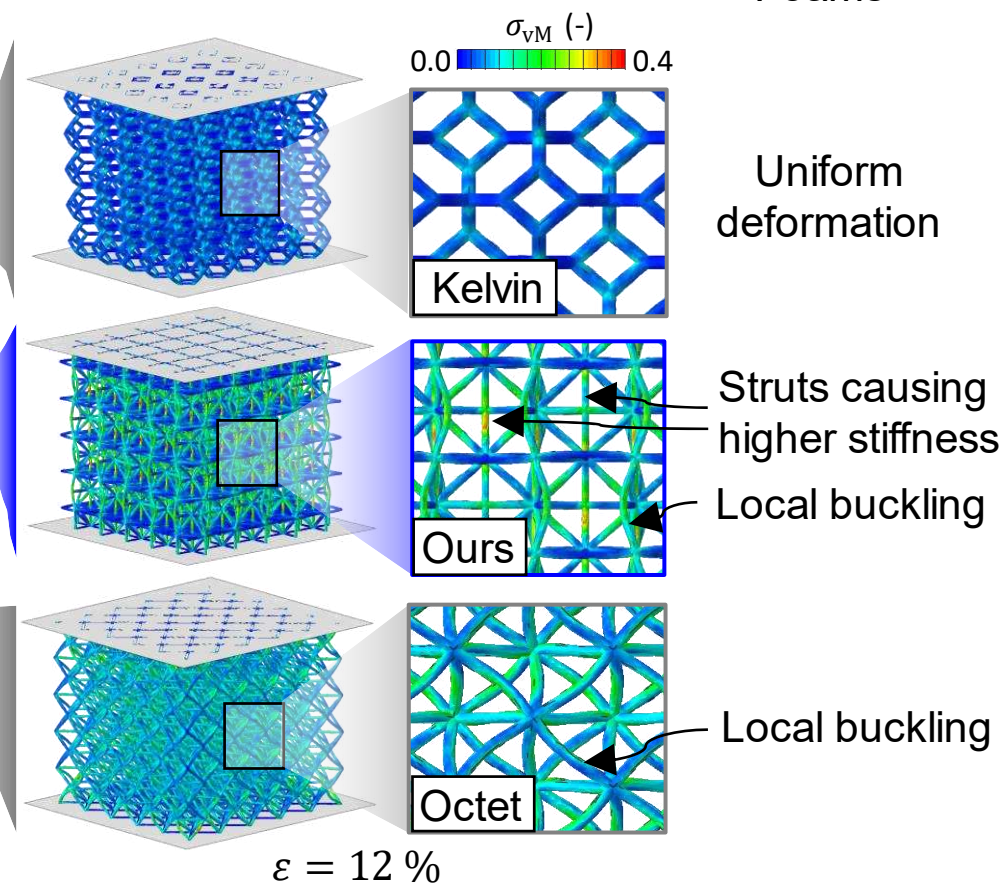 σvM (-)
0.0 0.4
Kelvin
Uniform
deformation
Ours
Struts causing
higher stiffness
Local buckling
Octet
Local buckling
ε = 12 %